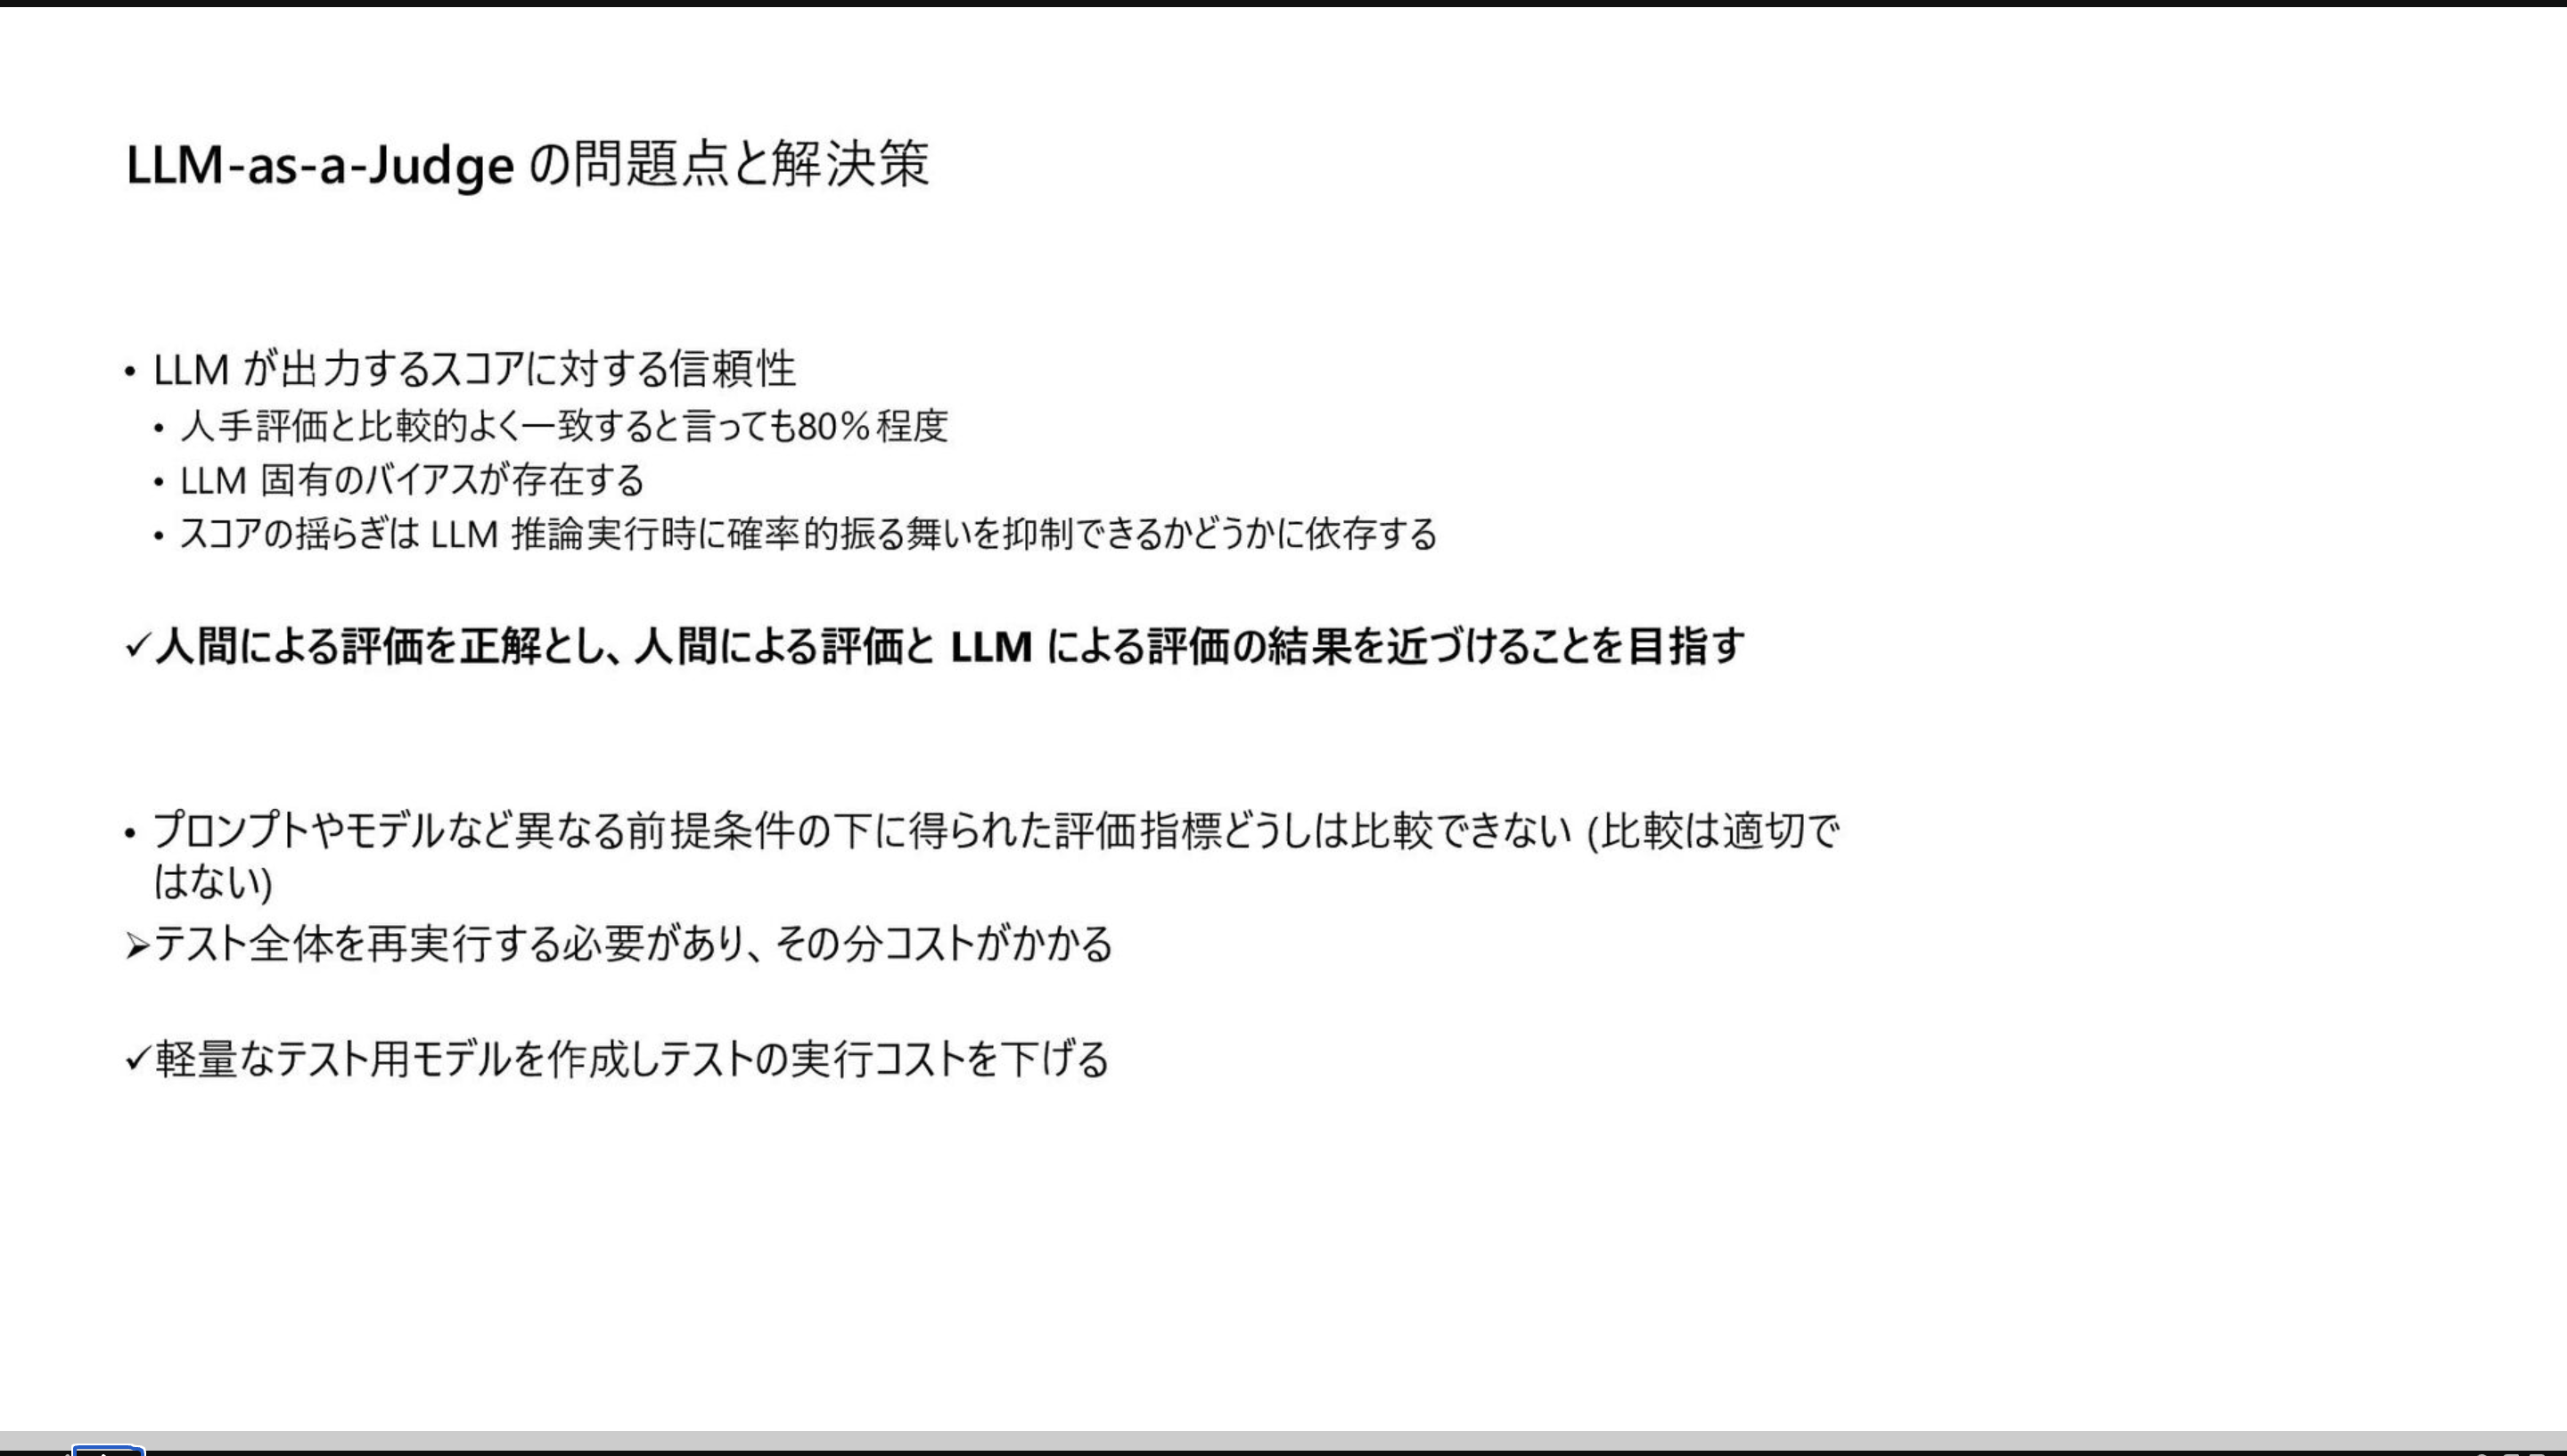 LLM-as-a-Judge の問題点と解決策
• LLM が出力するスコアに対する信頼性
• 人手評価と比較的よく一致すると言っても80%程度
• LLM 固有のバイアスが存在する
• スコアの揺らぎは LLM 推論実行時に確率的振る舞いを抑制できるかどうかに依存する
✓人間による評価を正解とし、人間による評価と LLM による評価の結果を近づけることを目指す
• プロンプトやモデルなど異なる前提条件の下に得られた評価指標どうしは比較できない (比較は適切で
はない)
➢テスト全体を再実行する必要があり、その分コストがかかる
✓軽量なテスト用モデルを作成しテストの実行コストを下げる